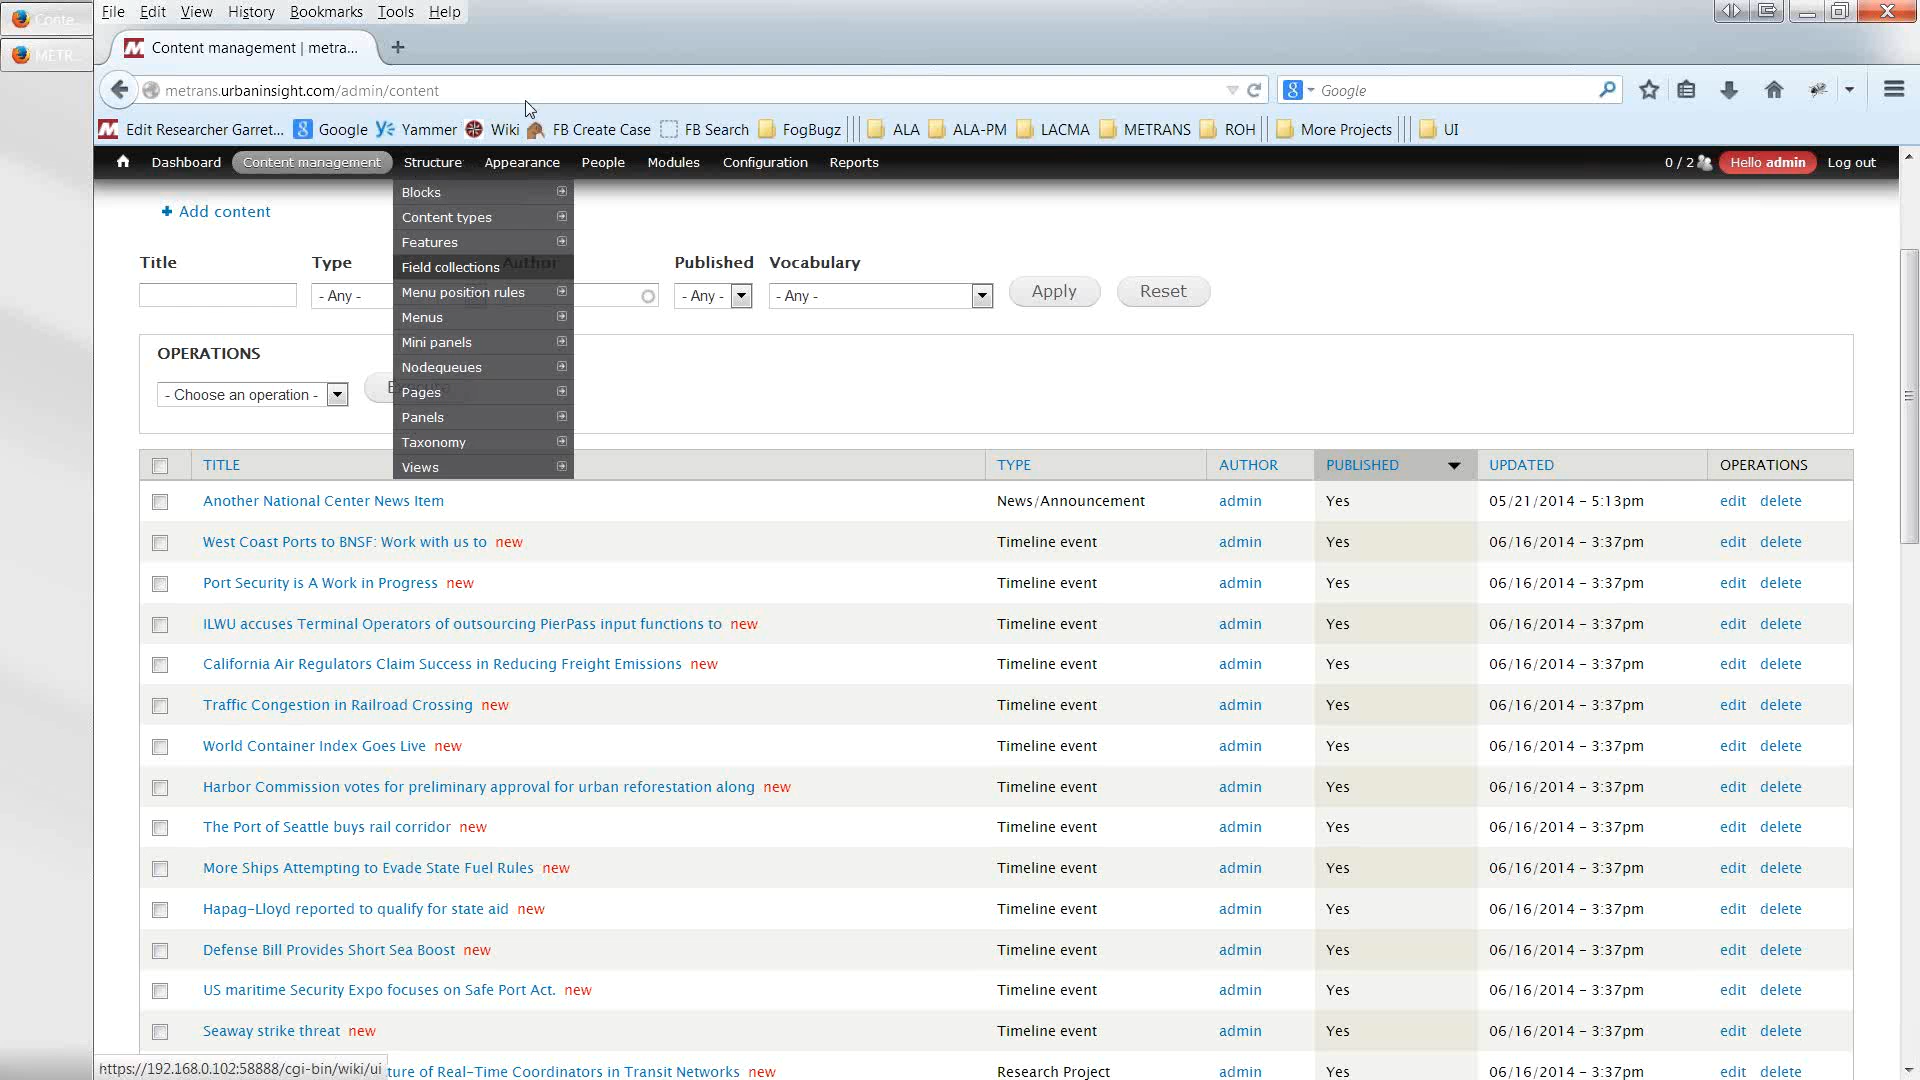 Conte
File Edit View History Bookmarks Tools Help
METR
Content management | metra...
metrans.urbaninsight.com/admin/content
Google
Edit Researcher Garret... Google Yammer Wiki FB Create Case FB Search FogBugz ALA ALA-PM LACMA METRANS ROH More Projects UI
Dashboard Content management Structure Appearance People Modules Configuration Reports 0 / 2 Hello admin Log out
Blocks
Content types
Features
Field collections
Menu position rules
Menus
Mini panels
Nodequeues
Pages
Panels
Taxonomy
Views
Add content
Title Type Author Published Vocabulary
- Any - - Any - - Any - Apply Reset
OPERATIONS
- Choose an operation -
TITLE TYPE AUTHOR PUBLISHED UPDATED OPERATIONS
Another National Center News Item News/Announcement admin Yes 05/21/2014 - 5:13pm edit delete
West Coast Ports to BNSF: Work with us to new Timeline event admin Yes 06/16/2014 - 3:37pm edit delete
Port Security is A Work in Progress new Timeline event admin Yes 06/16/2014 - 3:37pm edit delete
ILWU accuses Terminal Operators of outsourcing PierPass input functions to new Timeline event admin Yes 06/16/2014 - 3:37pm edit delete
California Air Regulators Claim Success in Reducing Freight Emissions new Timeline event admin Yes 06/16/2014 - 3:37pm edit delete
Traffic Congestion in Railroad Crossing new Timeline event admin Yes 06/16/2014 - 3:37pm edit delete
World Container Index Goes Live new Timeline event admin Yes 06/16/2014 - 3:37pm edit delete
Harbor Commission votes for preliminary approval for urban reforestation along new Timeline event admin Yes 06/16/2014 - 3:37pm edit delete
The Port of Seattle buys rail corridor new Timeline event admin Yes 06/16/2014 - 3:37pm edit delete
More Ships Attempting to Evade State Fuel Rules new Timeline event admin Yes 06/16/2014 - 3:37pm edit delete
Hapag-Lloyd reported to qualify for state aid new Timeline event admin Yes 06/16/2014 - 3:37pm edit delete
Defense Bill Provides Short Sea Boost new Timeline event admin Yes 06/16/2014 - 3:37pm edit delete
US maritime Security Expo focuses on Safe Port Act. new Timeline event admin Yes 06/16/2014 - 3:37pm edit delete
Seaway strike threat new Timeline event admin Yes 06/16/2014 - 3:37pm edit delete
ture of Real-Time Coordinators in Transit Networks new Research Project admin Yes 06/16/2014 - 3:37pm edit delete
https://192.168.0.102:58888/cgi-bin/wiki/ui